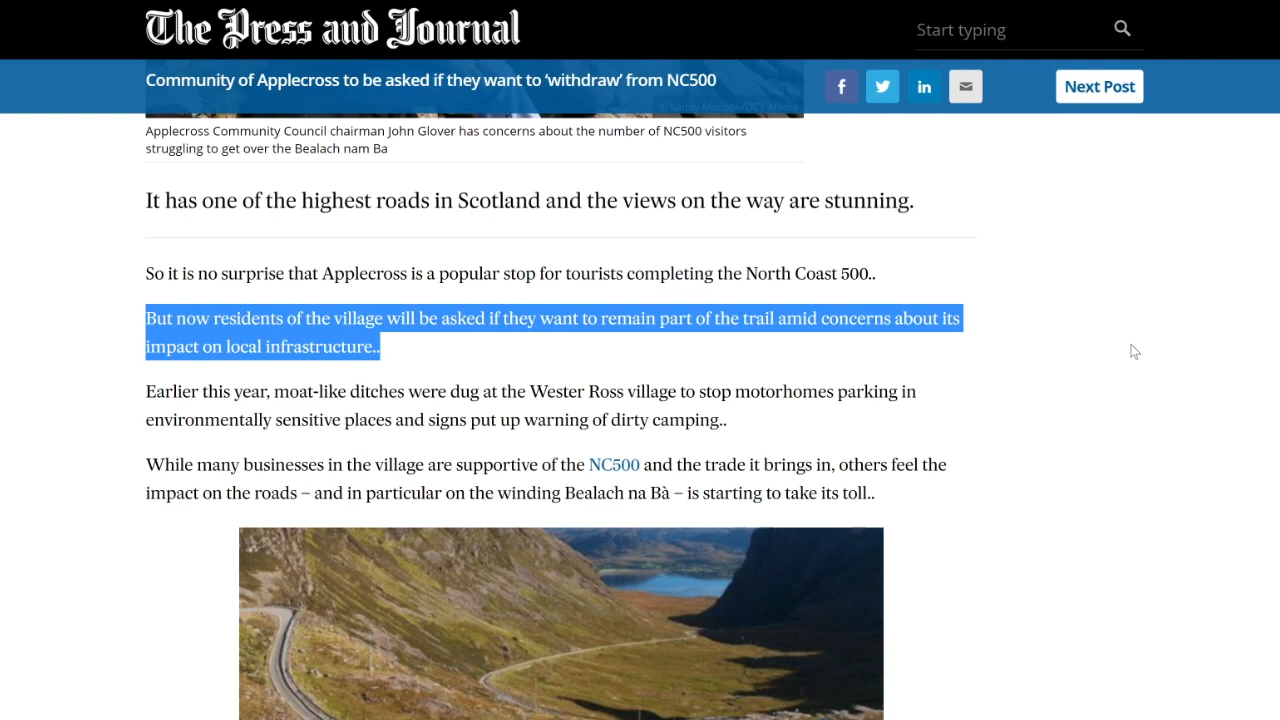 The Press and Journal
Start typing
Community of Applecross to be asked if they want to ‘withdraw’ from NC500
f
in
Next Post
© Sandy McCook/DCT Media
Applecross Community Council chairman John Glover has concerns about the number of NC500 visitors
struggling to get over the Bealach nam Ba
It has one of the highest roads in Scotland and the views on the way are stunning.
So it is no surprise that Applecross is a popular stop for tourists completing the North Coast 500..
But now residents of the village will be asked if they want to remain part of the trail amid concerns about its
impact on local infrastructure..
Earlier this year, moat-like ditches were dug at the Wester Ross village to stop motorhomes parking in
environmentally sensitive places and signs put up warning of dirty camping..
While many businesses in the village are supportive of the NC500 and the trade it brings in, others feel the
impact on the roads – and in particular on the winding Bealach na Bà – is starting to take its toll..